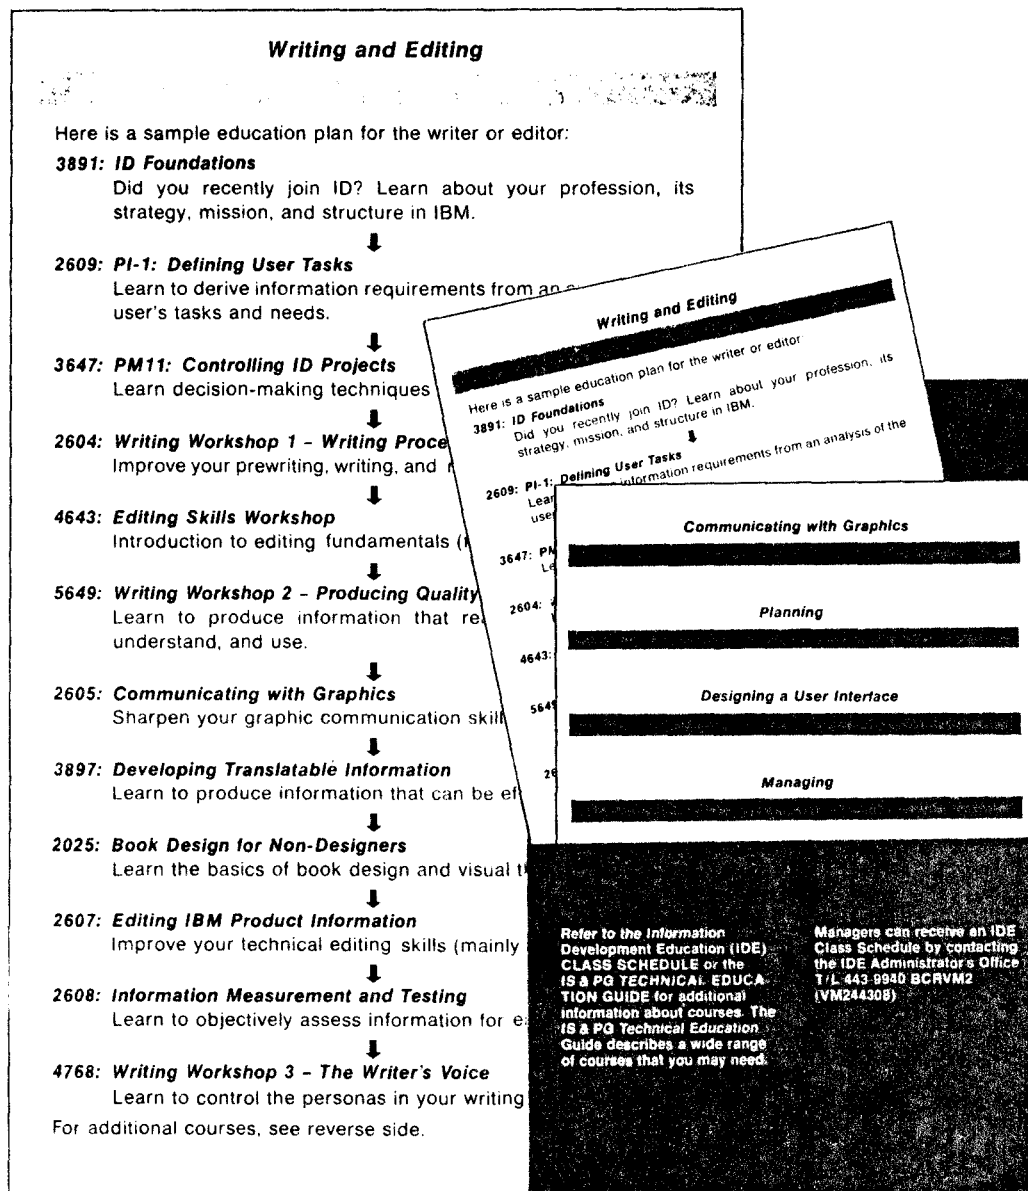 Writing and Editing
Here is a sample education plan for the writer or editor:
3891: ID Foundations
Did you recently join ID? Learn about your profession, its
strategy, mission, and structure in IBM.
2609: PI-1: Defining User Tasks
Learn to derive information requirements from an
user's tasks and needs.
3647: PM11: Controlling ID Projects
Learn decision-making techniques
2604: Writing Workshop 1 – Writing Proce
Improve your prewriting, writing, and
4643: Editing Skills Workshop
Introduction to editing fundamentals
5649: Writing Workshop 2 – Producing Quality
Learn to produce information that
understand, and use.
2605: Communicating with Graphics
Sharpen your graphic communication skill
3897: Developing Translatable Information
Learn to produce information that can be ef
2025: Book Design for Non-Designers
Learn the basics of book design and visual
2607: Editing IBM Product Information
Improve your technical editing skills (mainly
2608: Information Measurement and Testing
Learn to objectively assess information for
4768: Writing Workshop 3 – The Writer's Voice
Learn to control the personas in your writing
For additional courses, see reverse side.
Writing and Editing
Here is a sample education plan for the writer or editor:
3891: ID Foundations
Did you recently join ID? Learn about your profession, its
strategy, mission, and structure in IBM.
2609: PI-1: Defining User Tasks
Lear information requirements from an analysis of the
user
3647: PM
Le
2604:
4643:
5649
26
Communicating with Graphics
Planning
Designing a User Interface
Managing
Refer to the Information
Development Education (IDE)
CLASS SCHEDULE or the
IS & PG TECHNICAL EDUCA-
TION GUIDE for additional
information about courses. The
IS & PG Technical Education
Guide describes a wide range
of courses that you may need.
Managers can receive an IDE
Class Schedule by contacting
the IDE Administrator's Office
T/L 443-9940 BCRVM2
(VM244308)